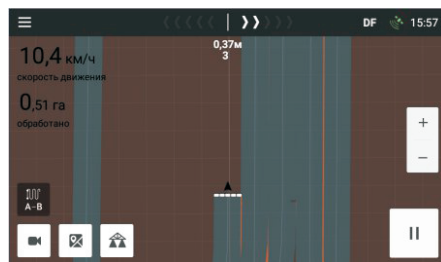 DF 15:57
0,37м
3
10,4 км/ч
скорость движения
0,51 га
обработано
A-B